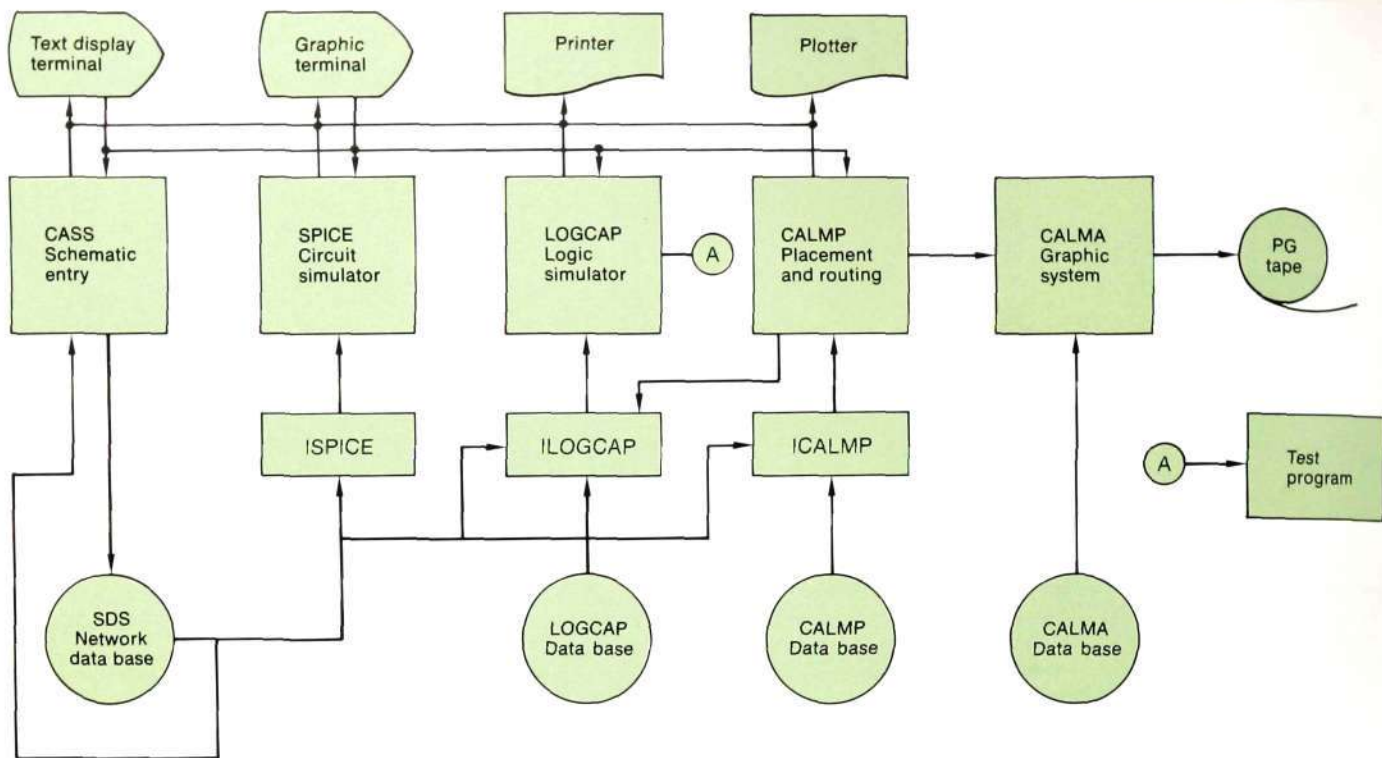 Text display
terminal
Graphic
terminal
Printer
Plotter
CASS
Schematic
entry
SPICE
Circuit
simulator
LOGCAP
Logic
simulator
A
CALMP
Placement
and routing
CALMA
Graphic
system
PG
tape
ISPICE
ILOGCAP
ICALMP
A
Test
program
SDS
Network
data base
LOGCAP
Data base
CALMP
Data base
CALMA
Data base